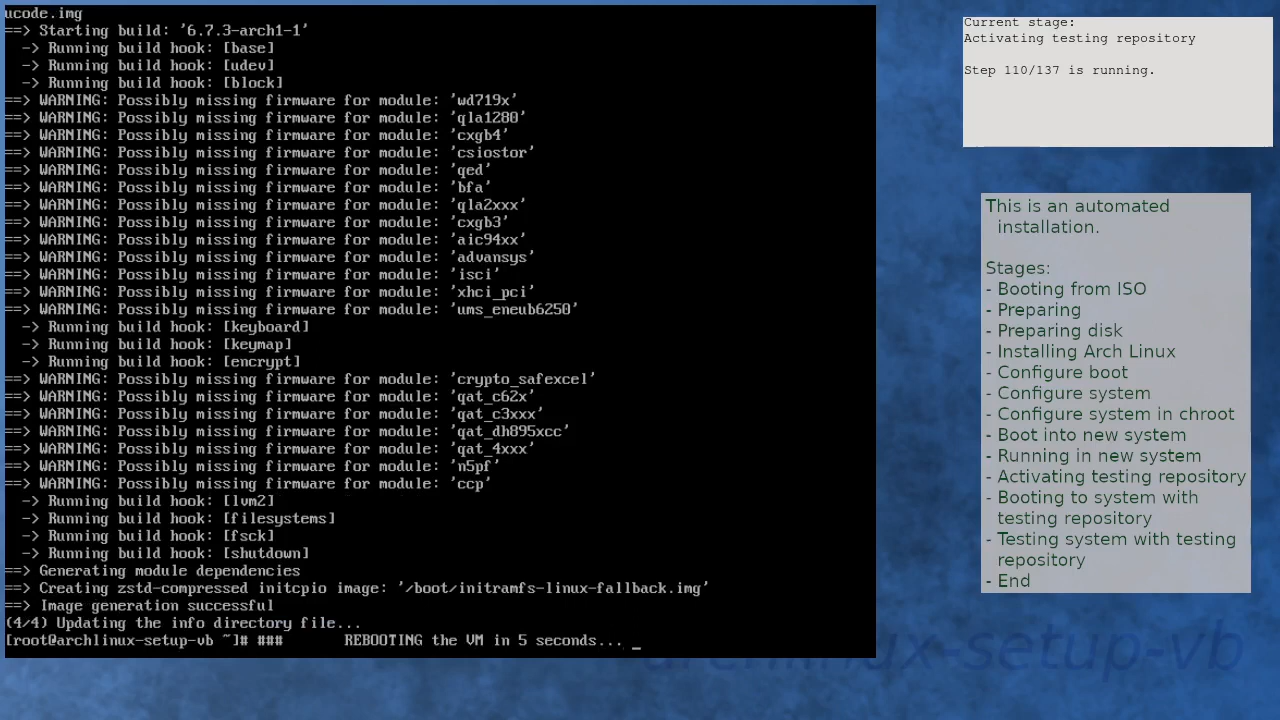 ucode.img
==> Starting build: '6.7.3-arch1-1'
  -> Running build hook: [base]
  -> Running build hook: [udev]
  -> Running build hook: [block]
==> WARNING: Possibly missing firmware for module: 'wd719x'
==> WARNING: Possibly missing firmware for module: 'qla1280'
==> WARNING: Possibly missing firmware for module: 'cxgb4'
==> WARNING: Possibly missing firmware for module: 'csiostor'
==> WARNING: Possibly missing firmware for module: 'qed'
==> WARNING: Possibly missing firmware for module: 'bfa'
==> WARNING: Possibly missing firmware for module: 'qla2xxx'
==> WARNING: Possibly missing firmware for module: 'cxgb3'
==> WARNING: Possibly missing firmware for module: 'aic94xx'
==> WARNING: Possibly missing firmware for module: 'advansys'
==> WARNING: Possibly missing firmware for module: 'isci'
==> WARNING: Possibly missing firmware for module: 'xhci_pci'
==> WARNING: Possibly missing firmware for module: 'ums_eneub6250'
  -> Running build hook: [keyboard]
  -> Running build hook: [keymap]
  -> Running build hook: [encrypt]
==> WARNING: Possibly missing firmware for module: 'crypto_safexcel'
==> WARNING: Possibly missing firmware for module: 'qat_c62x'
==> WARNING: Possibly missing firmware for module: 'qat_c3xxx'
==> WARNING: Possibly missing firmware for module: 'qat_dh895xcc'
==> WARNING: Possibly missing firmware for module: 'qat_4xxx'
==> WARNING: Possibly missing firmware for module: 'n5pf'
==> WARNING: Possibly missing firmware for module: 'ccp'
  -> Running build hook: [lvm2]
  -> Running build hook: [filesystems]
  -> Running build hook: [fsck]
  -> Running build hook: [shutdown]
==> Generating module dependencies
==> Creating zstd-compressed initcpio image: '/boot/initramfs-linux-fallback.img'
==> Image generation successful
(4/4) Updating the info directory file...
[root@archlinux-setup-vb ~]# ###       REBOOTING the VM in 5 seconds... _
Current stage:
Activating testing repository
Step 110/137 is running.
This is an automated
installation.
Stages:
- Booting from ISO
- Preparing
- Preparing disk
- Installing Arch Linux
- Configure boot
- Configure system
- Configure system in chroot
- Boot into new system
- Running in new system
- Activating testing repository
- Booting to system with
testing repository
- Testing system with testing
repository
- End
archlinux-setup-vb